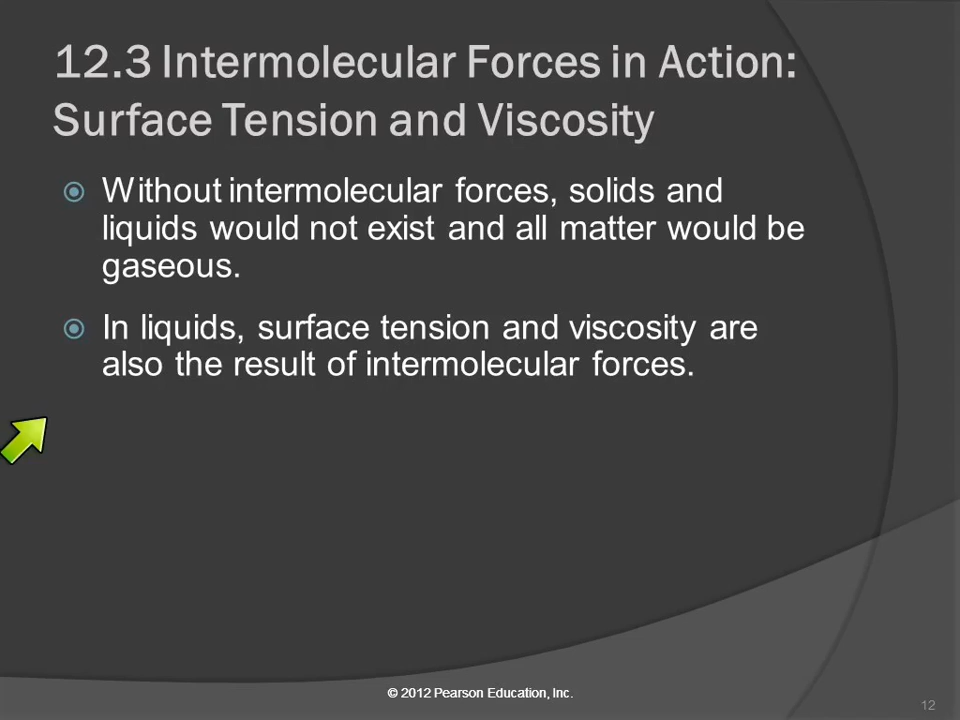 12.3 Intermolecular Forces in Action:
Surface Tension and Viscosity
Without intermolecular forces, solids and
liquids would not exist and all matter would be
gaseous.
In liquids, surface tension and viscosity are
also the result of intermolecular forces.
© 2012 Pearson Education, Inc.
12